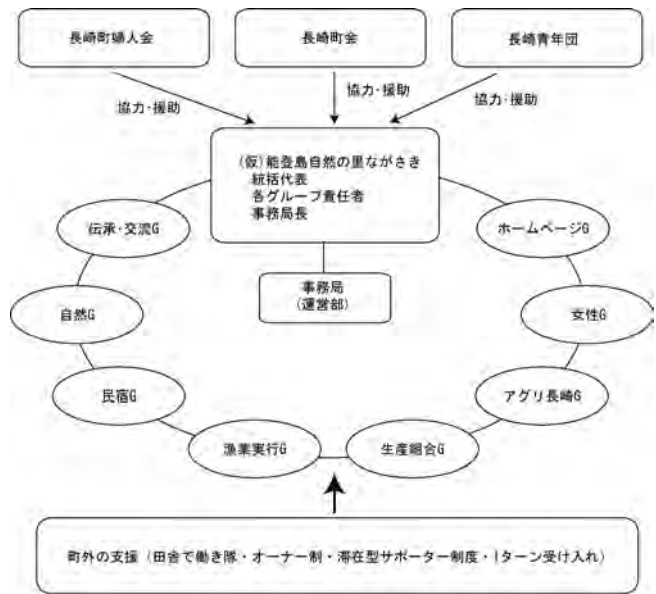 長崎町婦人会
長崎町会
長崎青年団
協力・援助
協力・援助
協力・援助
(仮)能登島自然の里ながさき
統括代表
各グループ責任者
事務局長
伝承・交流G
ホームページG
事務局
(運営部)
自然G
女性G
民宿G
アグリ長崎G
漁業実行G
生産組合G
町外の支援(田舎で働き隊・オーナー制・滞在型サポーター制度・Iターン受け入れ)